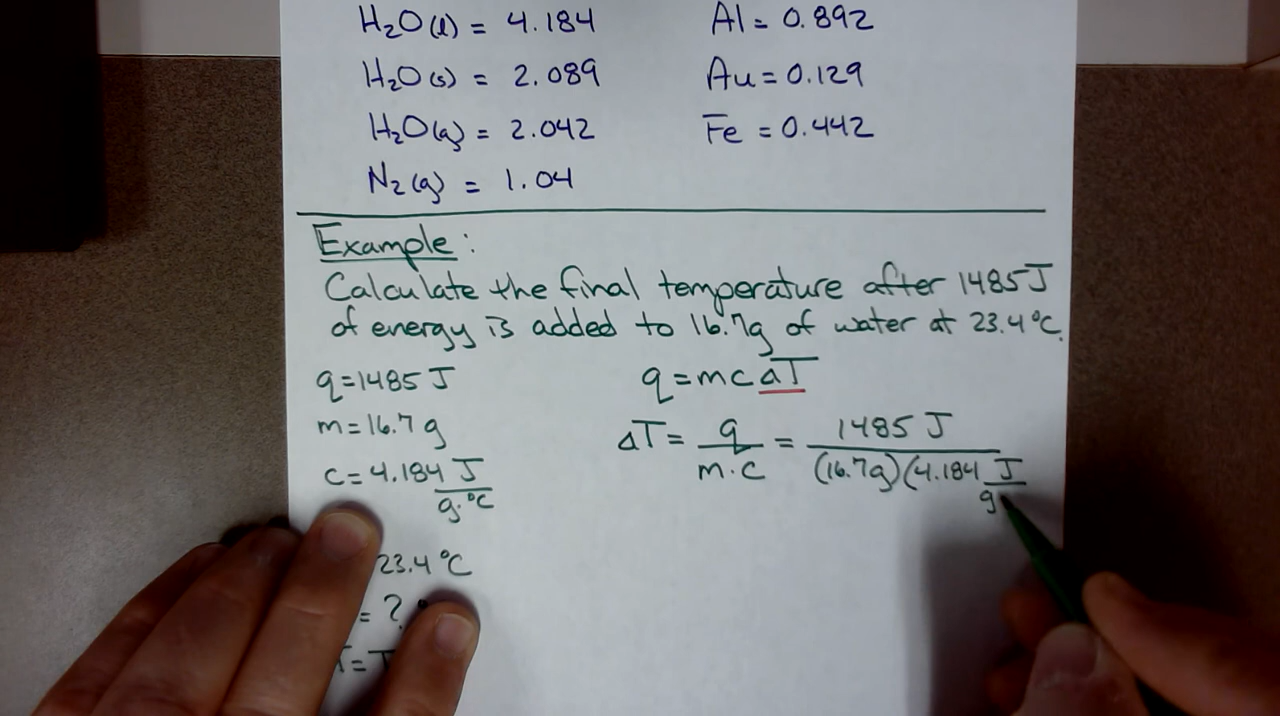 H₂O(l) = 4.184
H₂O(s) = 2.089
H₂O(g) = 2.042
N₂(g) = 1.04
Al = 0.892
Au = 0.129
Fe = 0.442
Example:
Calculate the final temperature after 1485 J
of energy is added to 16.7g of water at 23.4°C.
q = 1485 J
m = 16.7 g
c = 4.184 J/g·°C
23.4 °C
= ?
= T
q = mcΔT
ΔT = q/m·c = 1485 J/(16.7g)(4.184 J/g